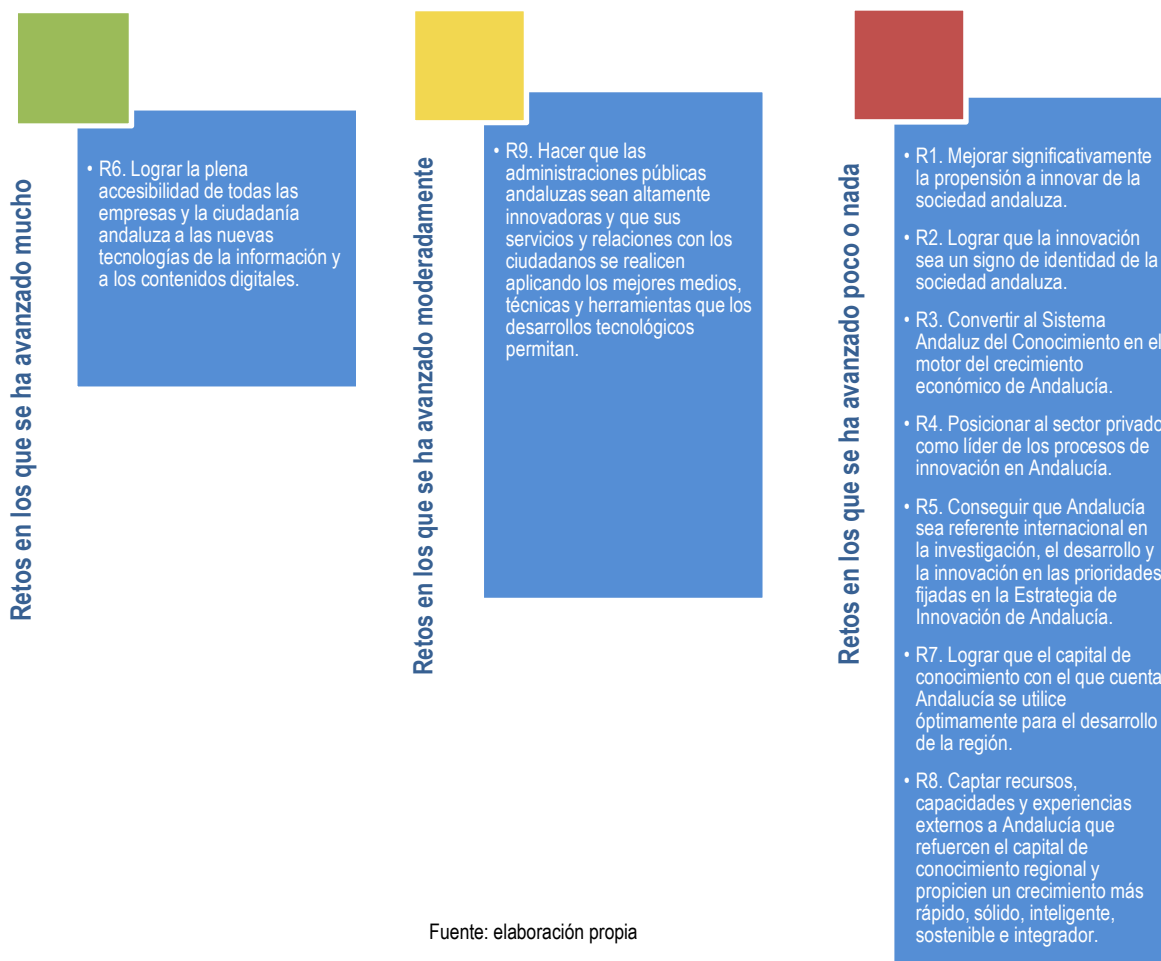 Retos en los que se ha avanzado mucho
• R6. Lograr la plena
accesibilidad de todas las
empresas y la ciudadanía
andaluza a las nuevas
tecnologías de la información y
a los contenidos digitales.
Retos en los que se ha avanzado moderadamente
• R9. Hacer que las
administraciones públicas
andaluzas sean altamente
innovadoras y que sus
servicios y relaciones con los
ciudadanos se realicen
aplicando los mejores medios,
técnicas y herramientas que los
desarrollos tecnológicos
permitan.
Retos en los que se ha avanzado poco o nada
• R1. Mejorar significativamente
la propensión a innovar de la
sociedad andaluza.
• R2. Lograr que la innovación
sea un signo de identidad de la
sociedad andaluza.
• R3. Convertir al Sistema
Andaluz del Conocimiento en el
motor del crecimiento
económico de Andalucía.
• R4. Posicionar al sector privado
como líder de los procesos de
innovación en Andalucía.
• R5. Conseguir que Andalucía
sea referente internacional en
la investigación, el desarrollo y
la innovación en las prioridades
fijadas en la Estrategia de
Innovación de Andalucía.
• R7. Lograr que el capital de
conocimiento con el que cuenta
Andalucía se utilice
óptimamente para el desarrollo
de la región.
• R8. Captar recursos,
capacidades y experiencias
externos a Andalucía que
refuercen el capital de
conocimiento regional y
propicien un crecimiento más
rápido, sólido, inteligente,
sostenible e integrador.
Fuente: elaboración propia